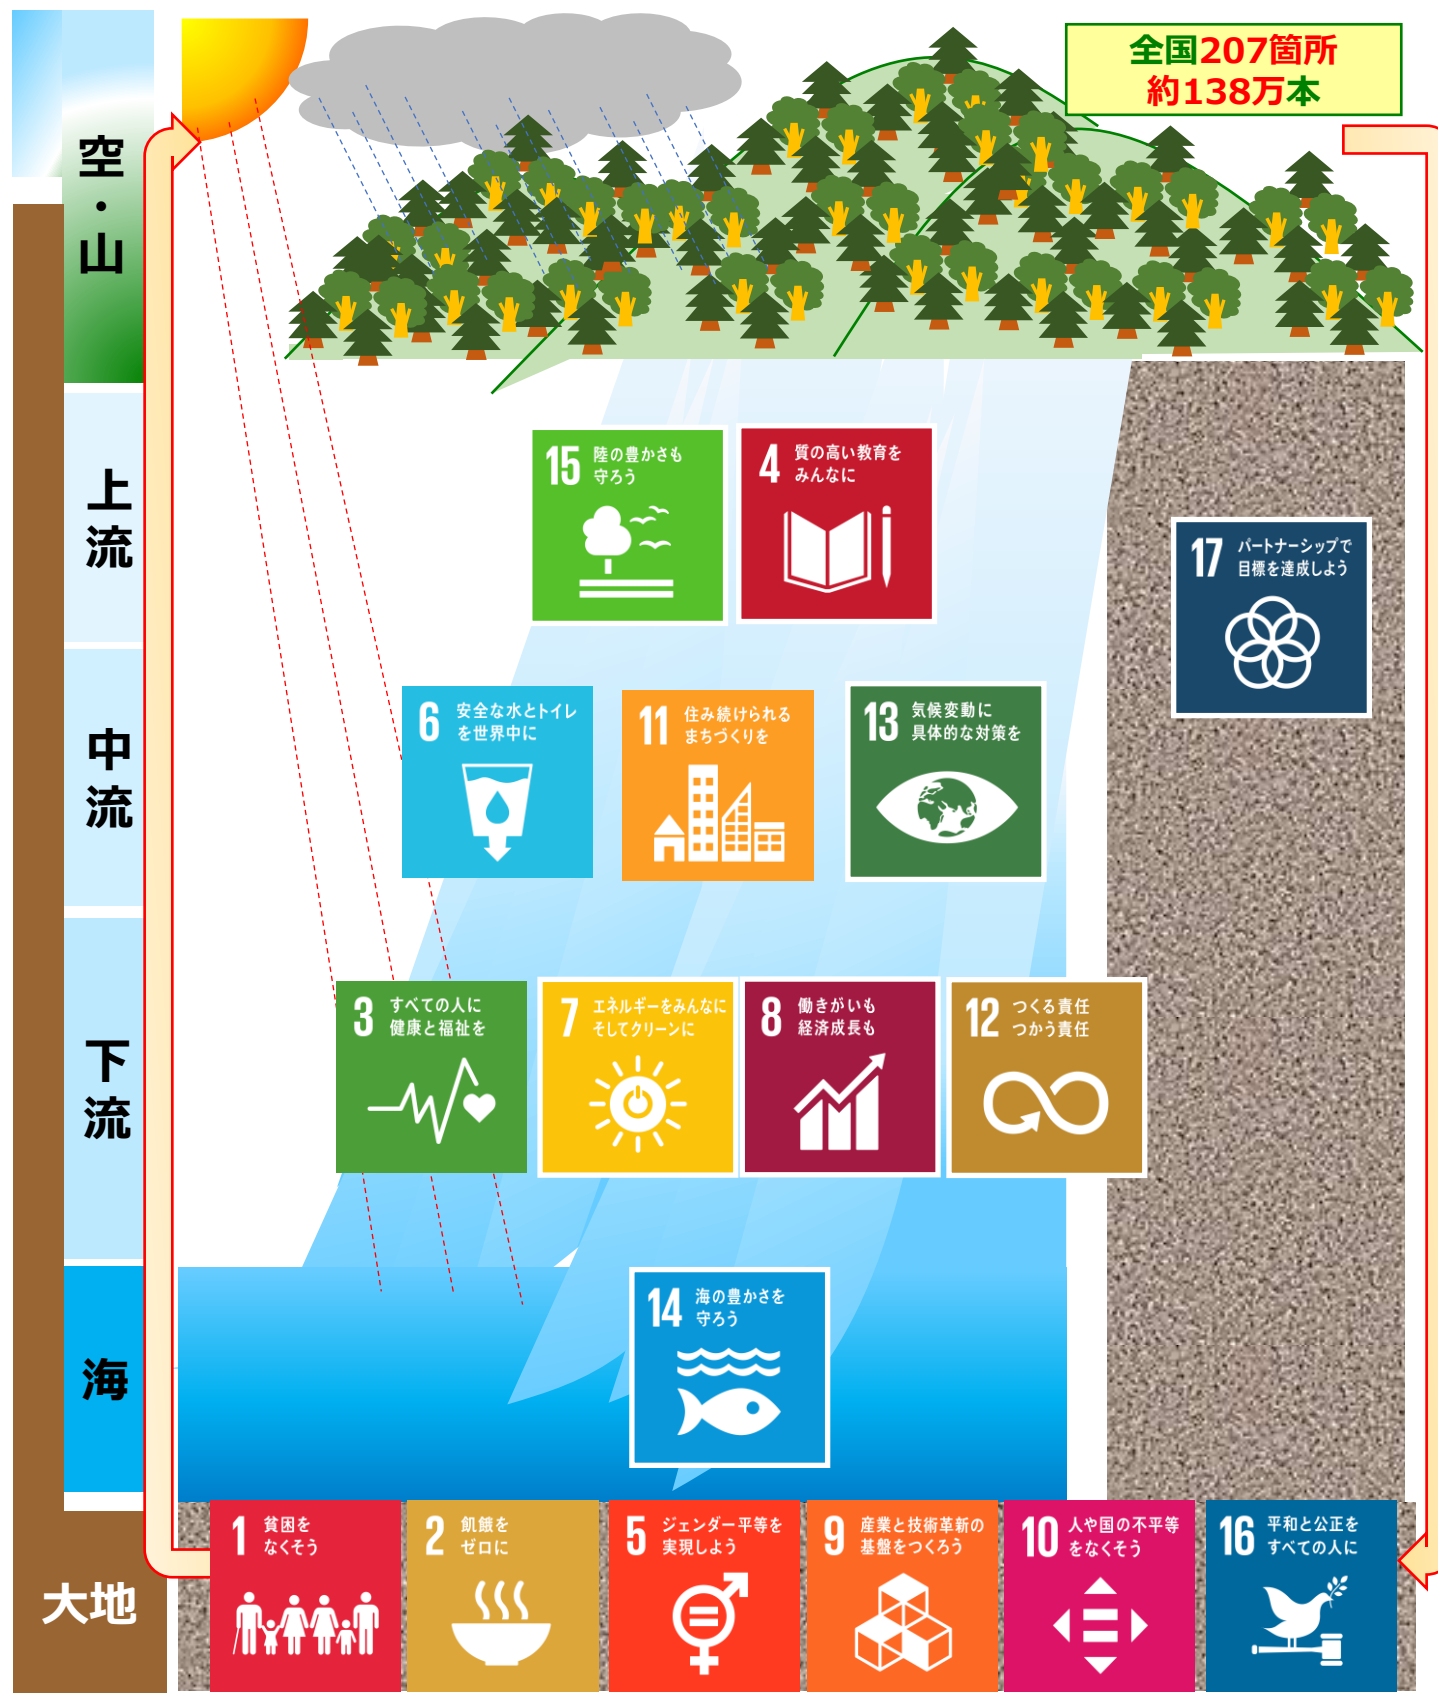 全国207箇所
約138万本
空・山
上流
中流
下流
海
大地
15 陸の豊かさも
守ろう
4 質の高い教育を
みんなに
17 パートナーシップで
目標を達成しよう
6 安全な水とトイレ
を世界中に
11 住み続けられる
まちづくりを
13 気候変動に
具体的な対策を
3 すべての人に
健康と福祉を
7 エネルギーをみんなに
そしてクリーンに
8 働きがいも
経済成長も
12 つくる責任
つかう責任
14 海の豊かさを
守ろう
1 貧困を
なくそう
2 飢餓を
ゼロに
5 ジェンダー平等を
実現しよう
9 産業と技術革新の
基盤をつくろう
10 人や国の不平等
をなくそう
16 平和と公正を
すべての人に